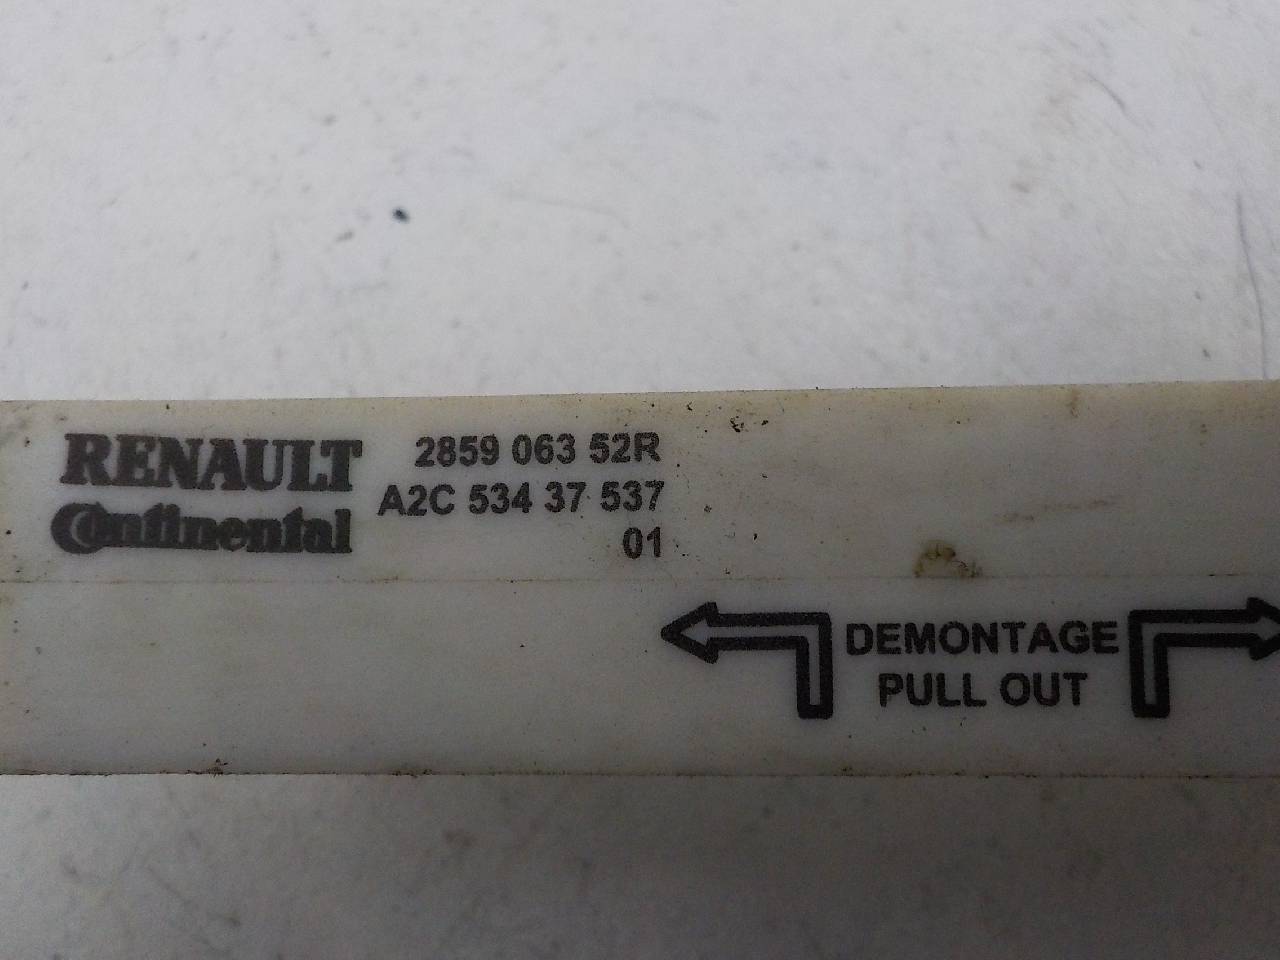 RENAULT 2859 063 52R
Continental A2C 534 37 537
01
DEMONTAGE
PULL OUT